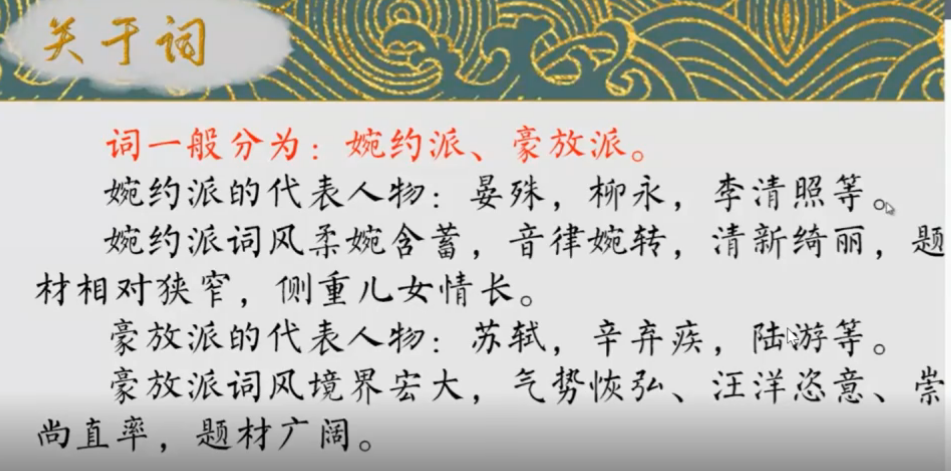 关于词
词一般分为：婉约派、豪放派。
婉约派的代表人物：晏殊，柳永，李清照等。
婉约派词风柔婉含蓄，音律婉转，清新绮丽，题
材相对狭窄，侧重儿女情长。
豪放派的代表人物：苏轼，辛弃疾，陆游等。
豪放派词风境界宏大，气势恢弘、汪洋恣意、崇
尚直率，题材广阔。